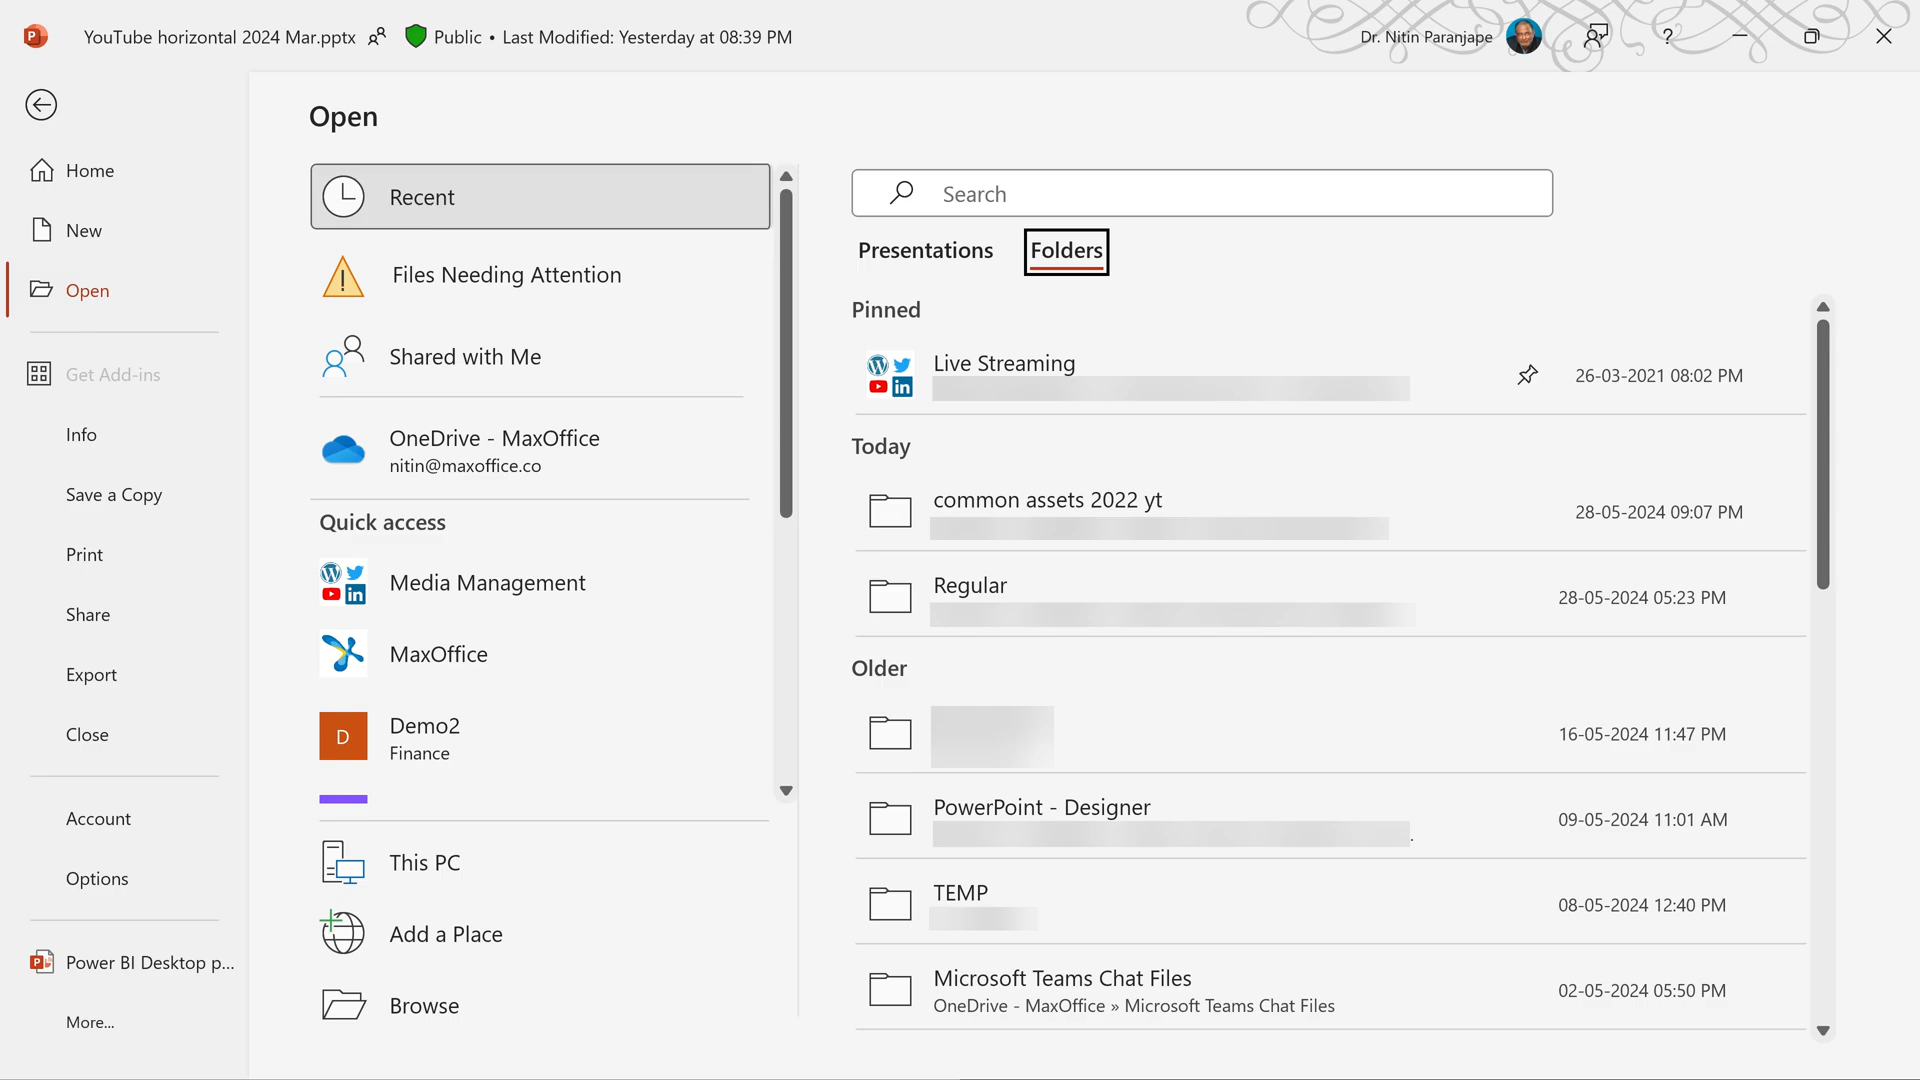 YouTube horizontal 2024 Mar.pptx
Public • Last Modified: Yesterday at 08:39 PM
Dr. Nitin Paranjape
?
Home
New
Open
Get Add-ins
Info
Save a Copy
Print
Share
Export
Close
Account
Options
Power BI Desktop p...
More...
Open
Recent
Files Needing Attention
Shared with Me
OneDrive - MaxOffice
nitin@maxoffice.co
Quick access
Media Management
MaxOffice
D
Demo2
Finance
This PC
Add a Place
Browse
Search
Presentations
Folders
Pinned
Live Streaming
26-03-2021 08:02 PM
Today
common assets 2022 yt
28-05-2024 09:07 PM
Regular
28-05-2024 05:23 PM
Older
16-05-2024 11:47 PM
PowerPoint - Designer
09-05-2024 11:01 AM
TEMP
08-05-2024 12:40 PM
Microsoft Teams Chat Files
OneDrive - MaxOffice » Microsoft Teams Chat Files
02-05-2024 05:50 PM